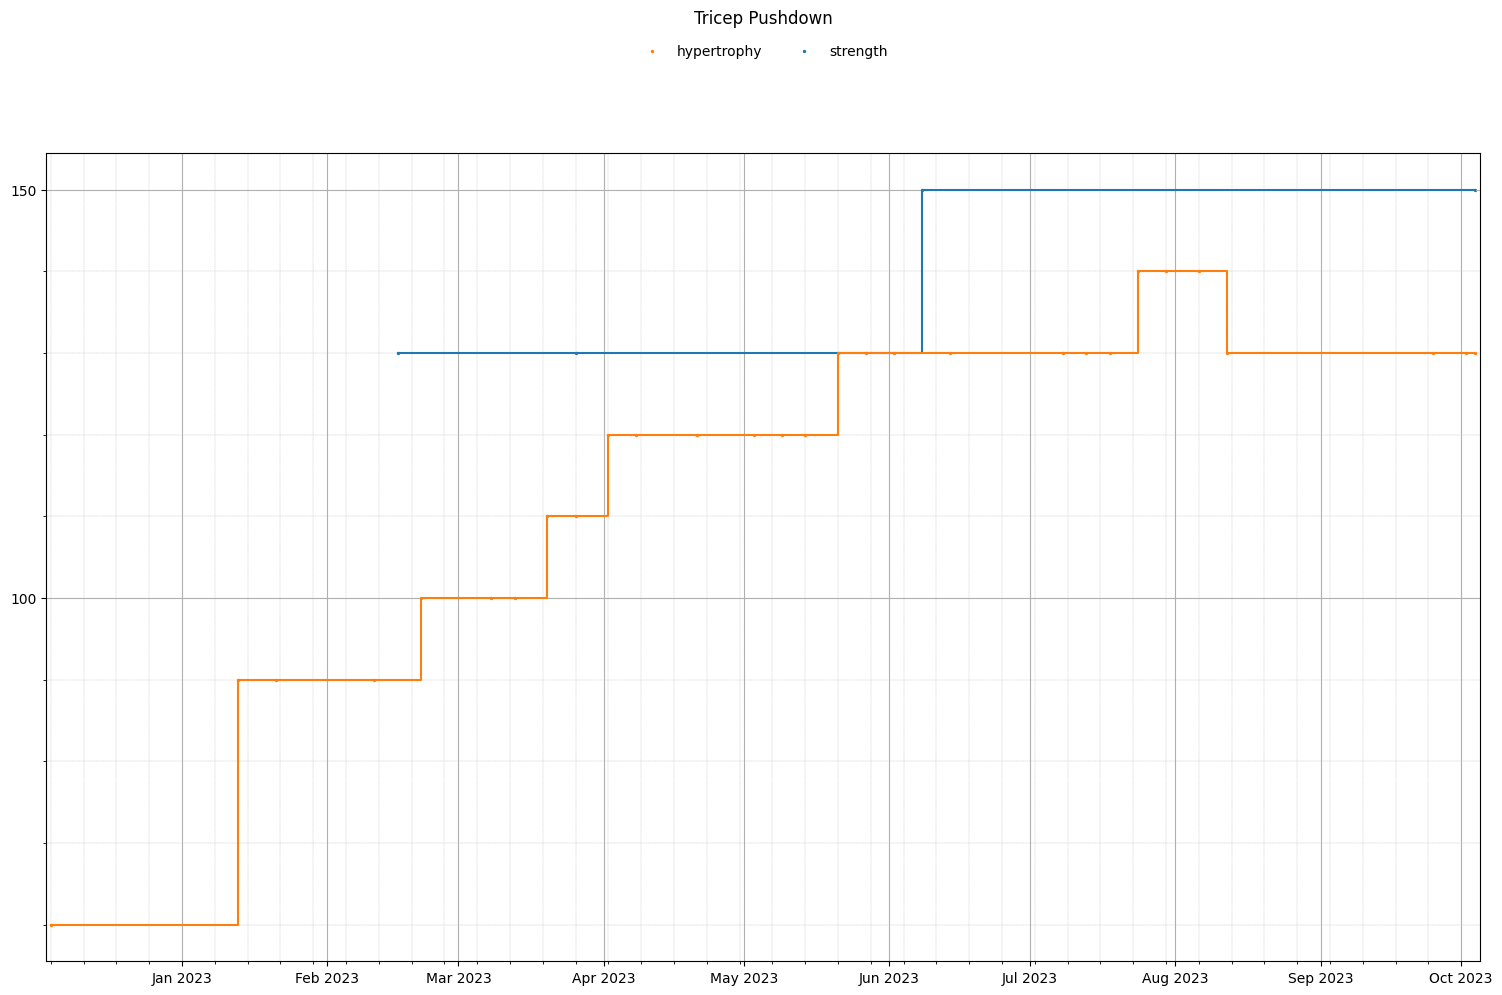 Tricep Pushdown
hypertrophy strength
150
100
Jan 2023 Feb 2023 Mar 2023 Apr 2023 May 2023 Jun 2023 Jul 2023 Aug 2023 Sep 2023 Oct 2023